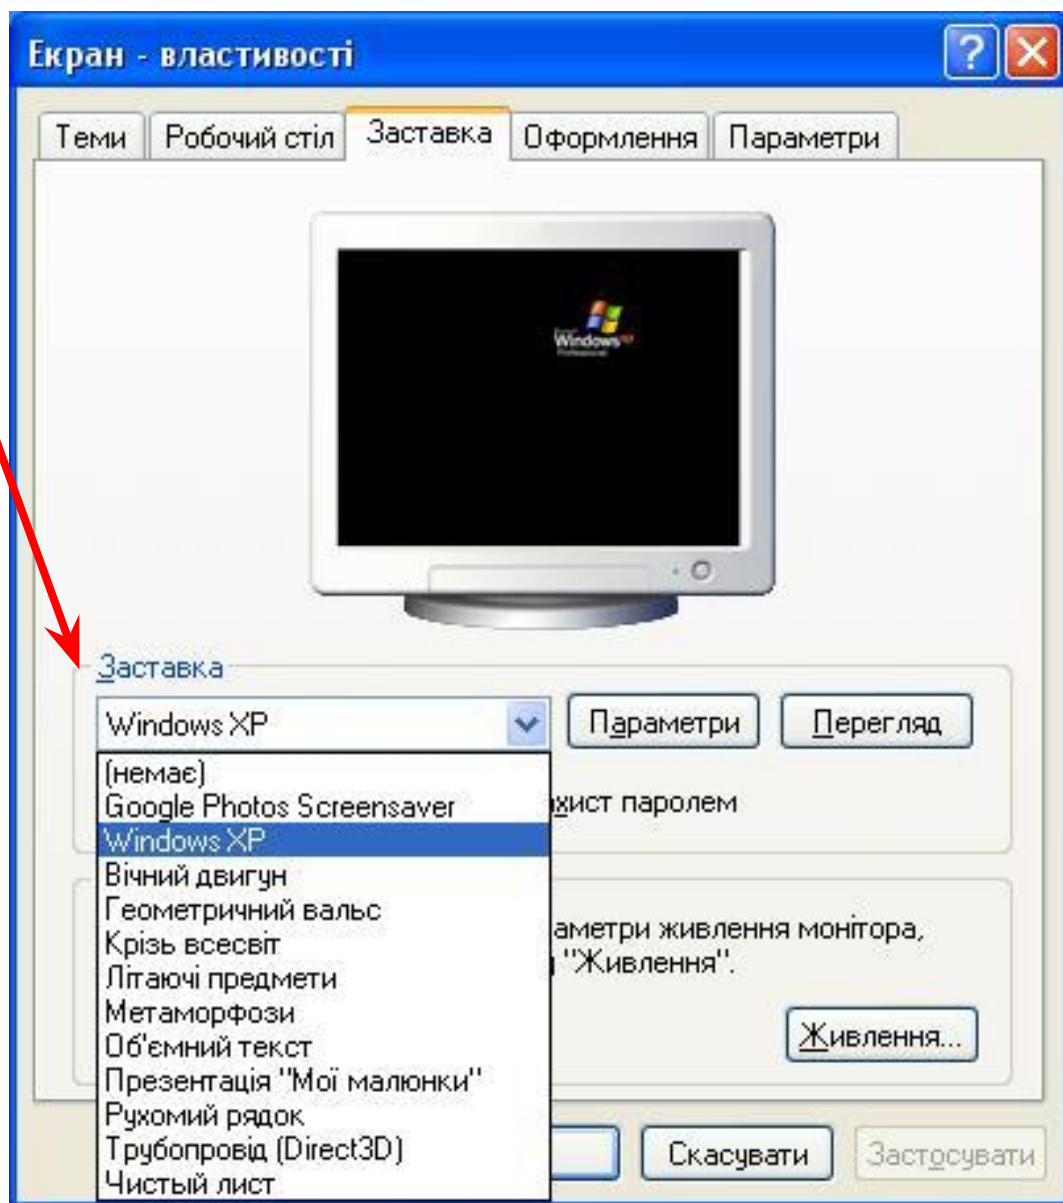 Екран - властивості
Теми Робочий стіл Заставка Оформлення Параметри
Windows XP
Заставка
Windows XP Параметри Перегляд
(немає)
Google Photos Screensaver
хист паролем
Windows XP
Вічний двигун
Геометричний вальс
аметри живлення монітора,
Крізь всесвіт
"Живлення".
Літаючі предмети
Метаморфози
Живлення...
Об'ємний текст
Презентація "Мої малюнки"
Рухомий рядок
Трубопровід (Direct3D)
Скасувати Застосувати
Чистый лист